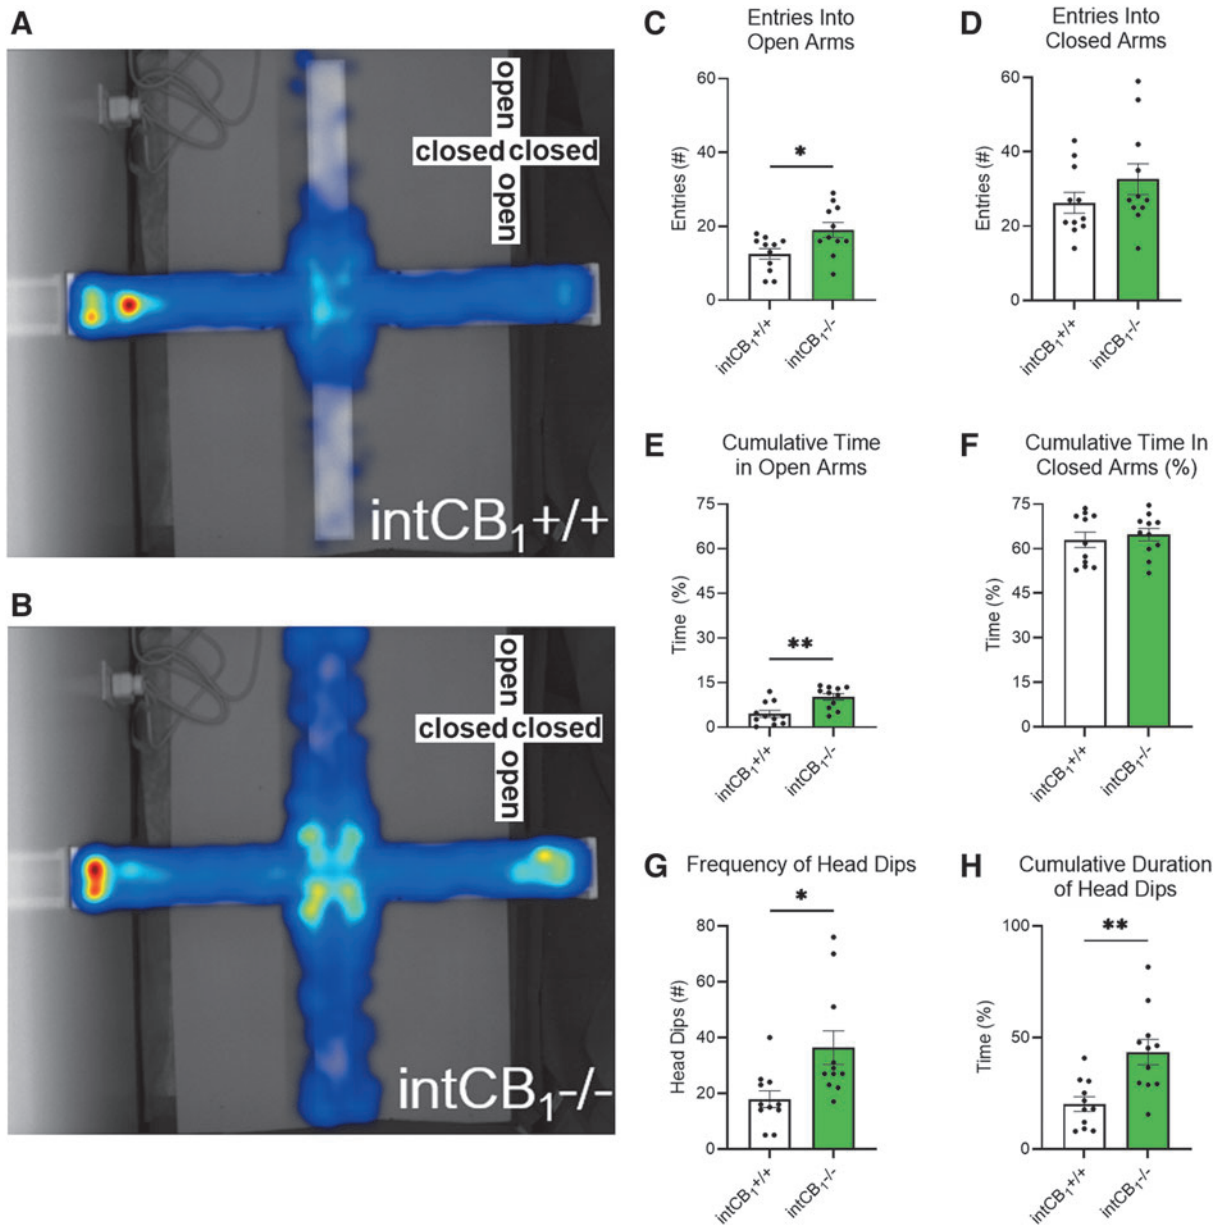 A
open
closed closed
open
intCB₁+/+
B
open
closed closed
open
intCB₁-/-
C
Entries Into
Open Arms
Entries (#)
60
40
20
0
*
intCB₁+/+
intCB₁-/-
D
Entries Into
Closed Arms
Entries (#)
60
40
20
0
intCB₁+/+
intCB₁-/-
E
Cumulative Time
in Open Arms
Time (%)
75
60
45
30
15
0
**
intCB₁+/+
intCB₁-/-
F
Cumulative Time In
Closed Arms (%)
Time (%)
75
60
45
30
15
0
intCB₁+/+
intCB₁-/-
G
Frequency of Head Dips
Head Dips (#)
80
60
40
20
0
*
intCB₁+/+
intCB₁-/-
H
Cumulative Duration
of Head Dips
Time (%)
100
50
0
**
intCB₁+/+
intCB₁-/-